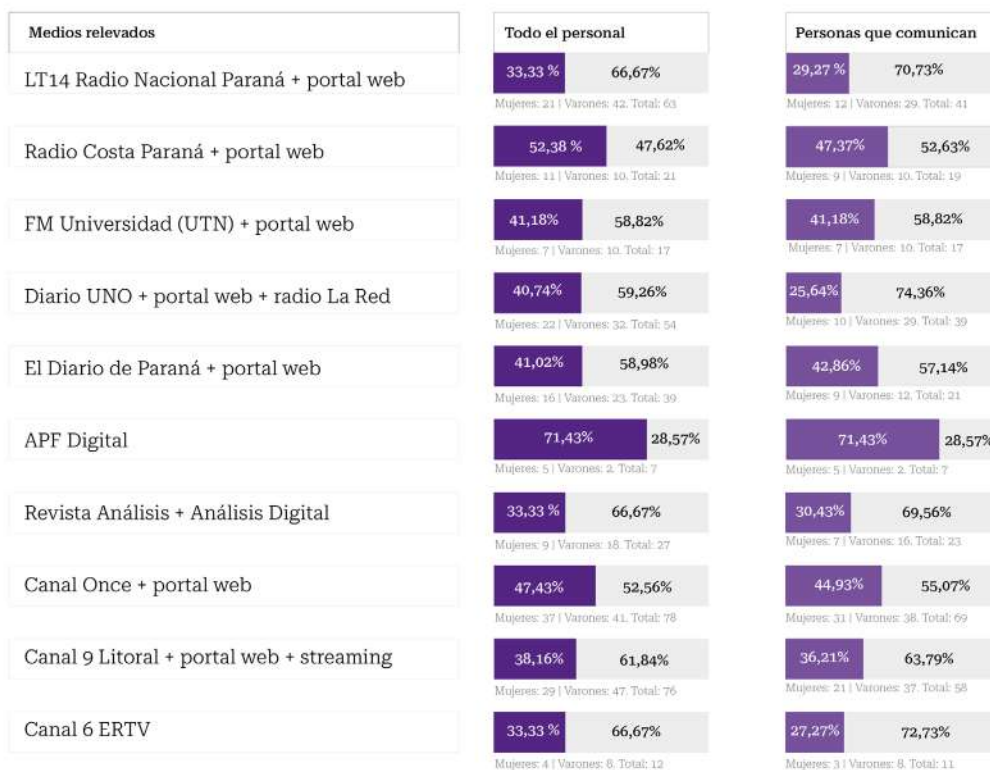 Medios relevados Todo el personal Personas que comunican
LT14 Radio Nacional Paraná + portal web 33,33 % 66,67% 29,27 % 70,73%
Mujeres: 21 | Varones: 42. Total: 63 Mujeres: 12 | Varones: 29. Total: 41
Radio Costa Paraná + portal web 52,38 % 47,62% 47,37% 52,63%
Mujeres: 11 | Varones: 10. Total: 21 Mujeres: 9 | Varones: 10. Total: 19
FM Universidad (UTN) + portal web 41,18% 58,82% 41,18% 58,82%
Mujeres: 7 | Varones: 10. Total: 17 Mujeres: 7 | Varones: 10. Total: 17
Diario UNO + portal web + radio La Red 40,74% 59,26% 25,64% 74,36%
Mujeres: 22 | Varones: 32. Total: 54 Mujeres: 10 | Varones: 29. Total: 39
El Diario de Paraná + portal web 41,02% 58,98% 42,86% 57,14%
Mujeres: 16 | Varones: 23. Total: 39 Mujeres: 9 | Varones: 12. Total: 21
APF Digital 71,43% 28,57% 71,43% 28,57%
Mujeres: 5 | Varones: 2. Total: 7 Mujeres: 5 | Varones: 2. Total: 7
Revista Análisis + Análisis Digital 33,33 % 66,67% 30,43% 69,56%
Mujeres: 9 | Varones: 18. Total: 27 Mujeres: 7 | Varones: 16. Total: 23
Canal Once + portal web 47,43% 52,56% 44,93% 55,07%
Mujeres: 37 | Varones: 41. Total: 78 Mujeres: 31 | Varones: 38. Total: 69
Canal 9 Litoral + portal web + streaming 38,16% 61,84% 36,21% 63,79%
Mujeres: 29 | Varones: 47. Total: 76 Mujeres: 21 | Varones: 37. Total: 58
Canal 6 ERTV 33,33 % 66,67% 27,27% 72,73%
Mujeres: 4 | Varones: 8. Total: 12 Mujeres: 3 | Varones: 8. Total: 11